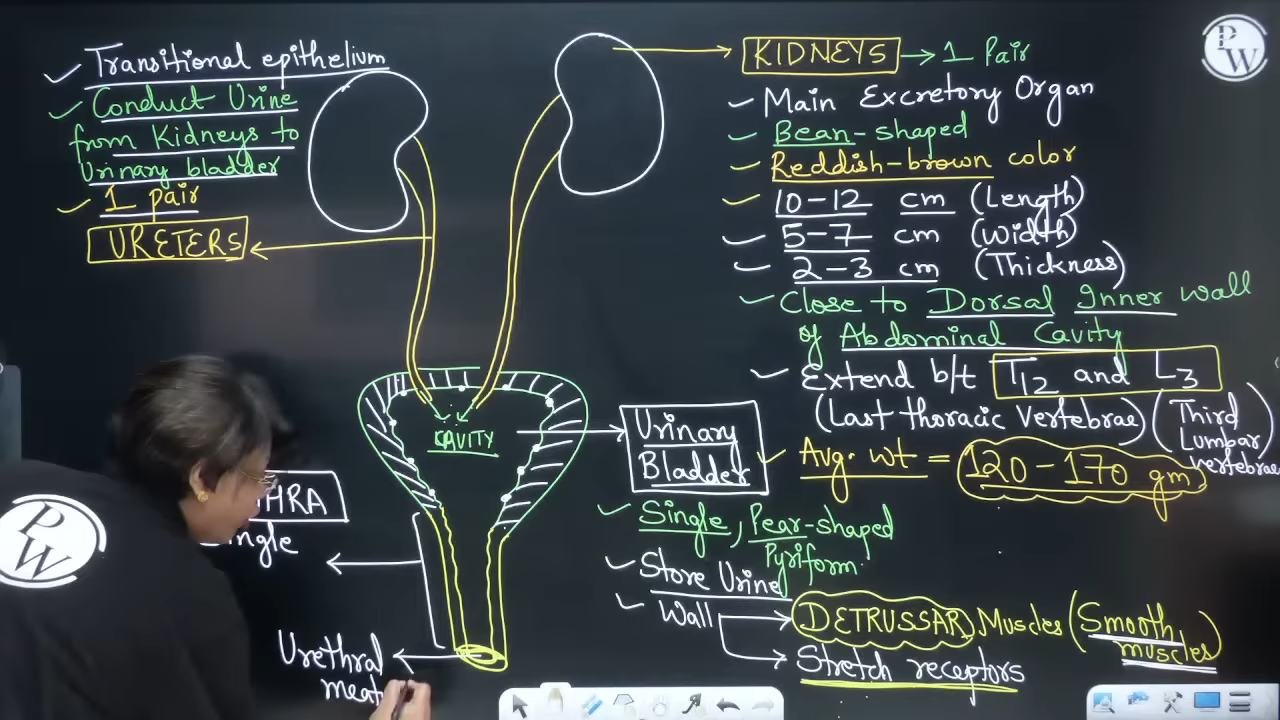 Transitional epithelium
Conduct Urine
from Kidneys to
Urinary bladder
1 pair
URETERS
KIDNEYS → 1 Pair
Main Excretory Organ
Bean-shaped
Reddish-brown color
10-12 cm (Length)
5-7 cm (Width)
2-3 cm (Thickness)
Close to Dorsal Inner wall
of Abdominal Cavity
Extend b/t T12 and L3
(Last thoracic Vertebrae) (Third
Lumbar
vertebrae
Avg. wt = 120-170 gm
CAVITY
Urinary
Bladder
Single, Pear-shaped
Pyriform.
Store Urine
Wall
DETRUSSAR Muscles (Smooth
muscles)
Stretch receptors
HRA
ingle
Urethral
meat
PW
PW